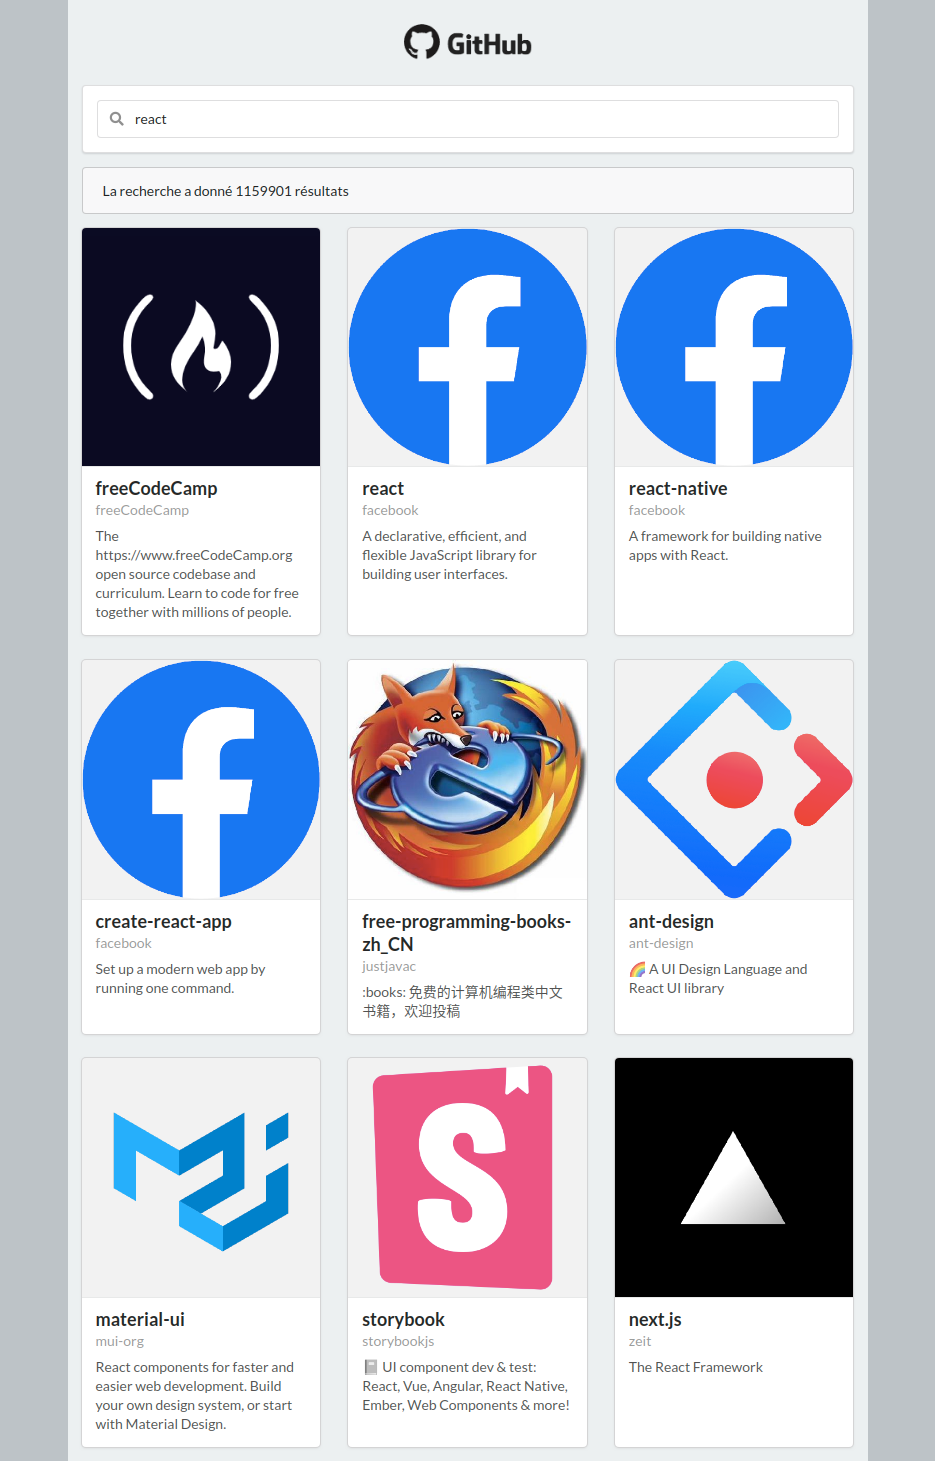 GitHub
react
La recherche a donné 1159901 résultats
freeCodeCamp
freeCodeCamp
The
https://www.freeCodeCamp.org
open source codebase and
curriculum. Learn to code for free
together with millions of people.
react
facebook
A declarative, efficient, and
flexible JavaScript library for
building user interfaces.
react-native
facebook
A framework for building native
apps with React.
create-react-app
facebook
Set up a modern web app by
running one command.
free-programming-books-
zh_CN
justjavac
:books: 免费的计算机编程类中文
书籍，欢迎投稿
ant-design
ant-design
🌈 A UI Design Language and
React UI library
material-ui
mui-org
React components for faster and
easier web development. Build
your own design system, or start
with Material Design.
S
storybook
storybookjs
📓 UI component dev & test:
React, Vue, Angular, React Native,
Ember, Web Components & more!
next.js
zeit
The React Framework